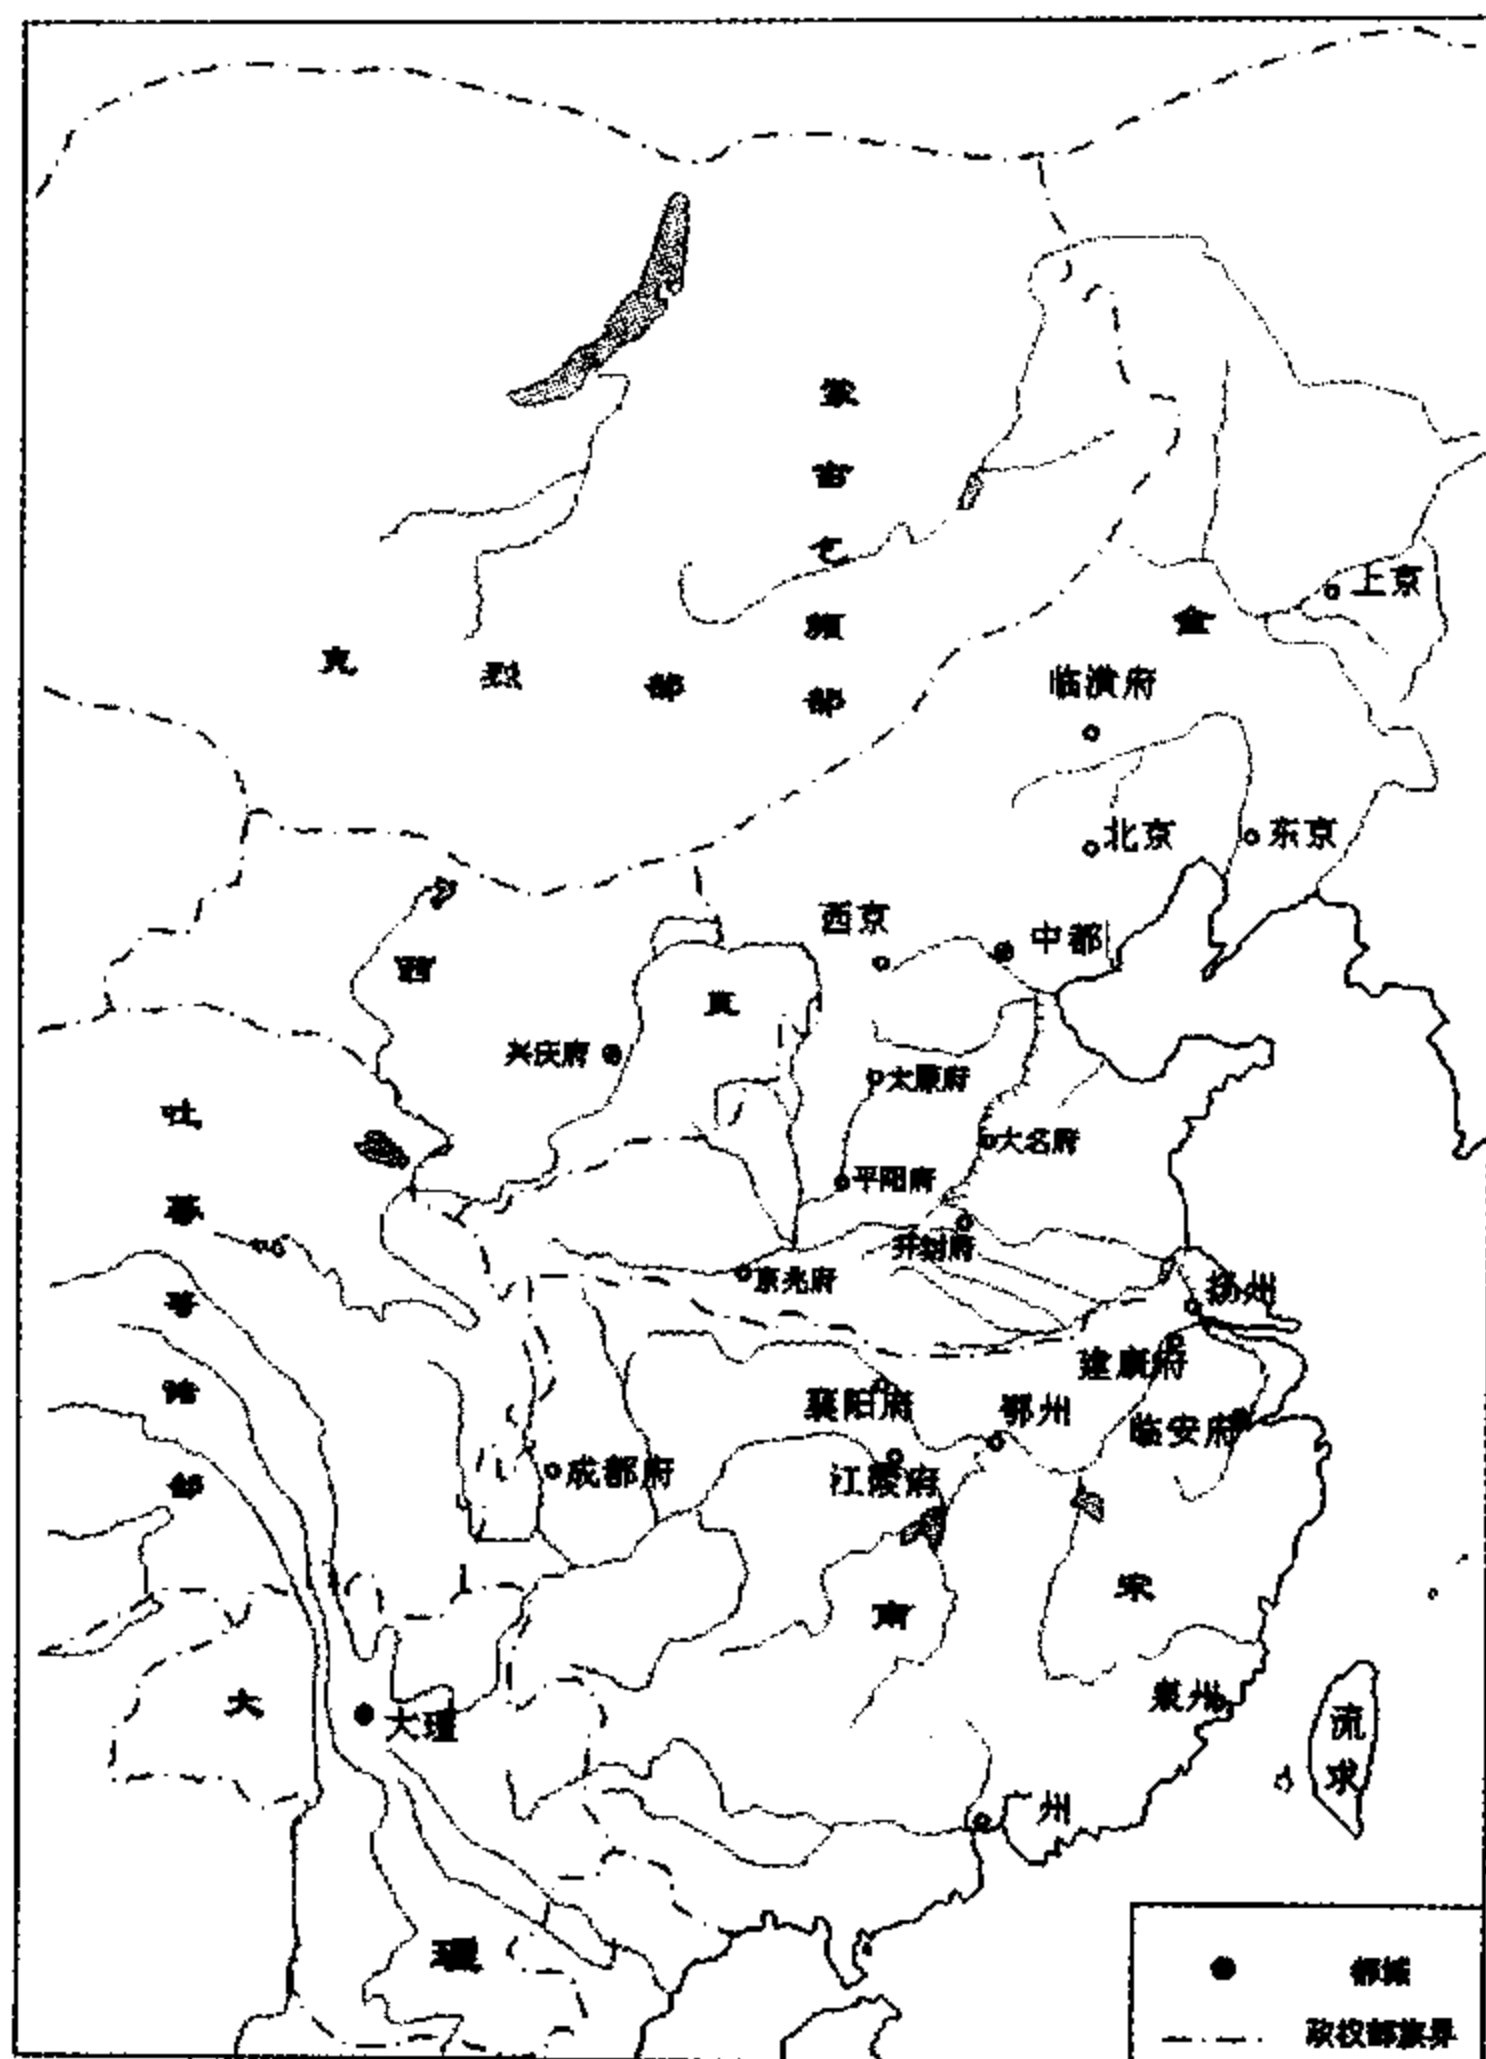 蒙古乞颜部
上京
金
克烈部
临潢府
北京
东京
西京
中都
西夏
兴庆府
太原府
大名府
平阳府
开封府
京兆府
吐蕃诸部
扬州
建康府
襄阳府
鄂州
临安府
成都府
江陵府
南宋
泉州
流求
大理
大理
广州
都城
政权部族界